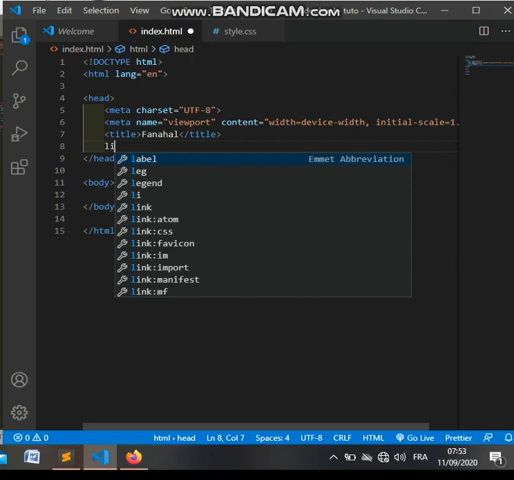 www.BANDICAM.com
File Edit Selection View Go tuto - Visual Studio C
Welcome index.html style.css
index.html > html > head
1 <!DOCTYPE html>
2 <html lang="en">
3
4 <head>
5 <meta charset="UTF-8">
6 <meta name="viewport" content="width=device-width, initial-scale=1.
7 <title>Fanahal</title>
8 li
9 </head
10
11 <body>
12
13 </body
14
15 </html
label Emmet Abbreviation
leg
legend
li
link
link:atom
link:css
link:favicon
link:im
link:import
link:manifest
link:mf
1
0 0 html > head Ln 8, Col 7 Spaces: 4 UTF-8 CRLF HTML Go Live Prettier
FRA 07:53
11/09/2020
1